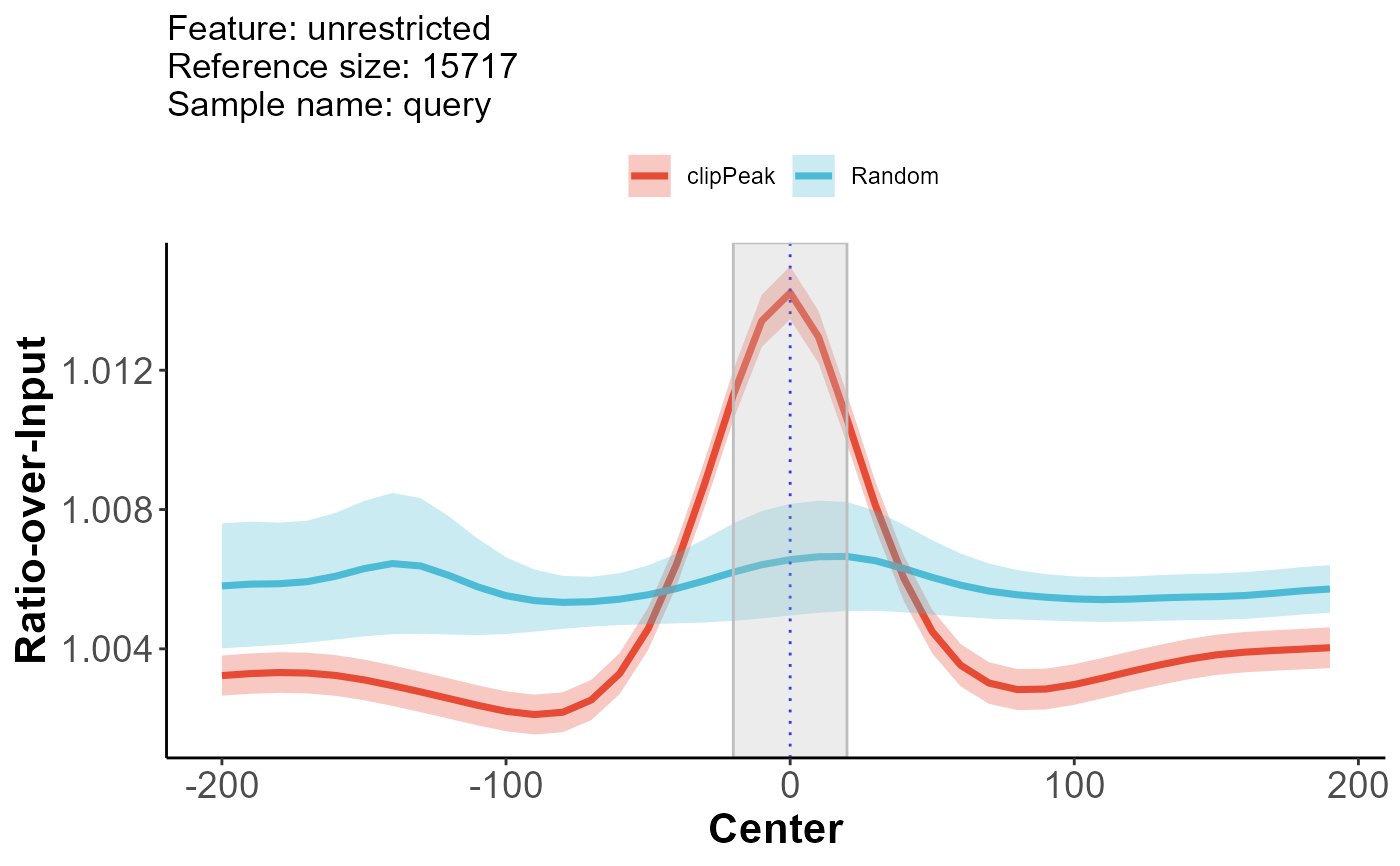 Feature: unrestricted
Reference size: 15717
Sample name: query
clipPeak Random
Ratio-over-Input
1.012
1.008
1.004
-200 -100 0 100 200
Center